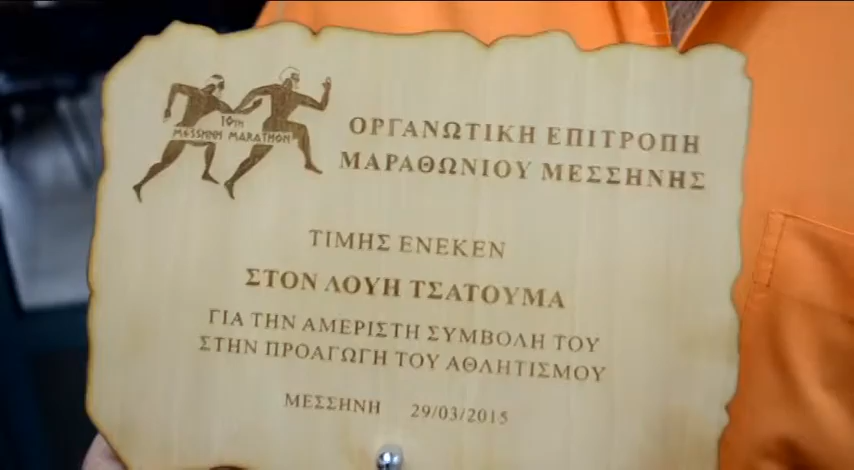 10TH
MESSHNH MARATHON
ΟΡΓΑΝΩΤΙΚΗ ΕΠΙΤΡΟΠΗ
ΜΑΡΑΘΩΝΙΟΥ ΜΕΣΣΗΝΗΣ
ΤΙΜΗΣ ΕΝΕΚΕΝ
ΣΤΟΝ ΛΟΥΗ ΤΣΑΤΟΥΜΑ
ΓΙΑ ΤΗΝ ΑΜΕΡΙΣΤΗ ΣΥΜΒΟΛΗ ΤΟΥ
ΣΤΗΝ ΠΡΟΑΓΩΓΗ ΤΟΥ ΑΘΛΗΤΙΣΜΟΥ
ΜΕΣΣΗΝΗ 29/03/2015